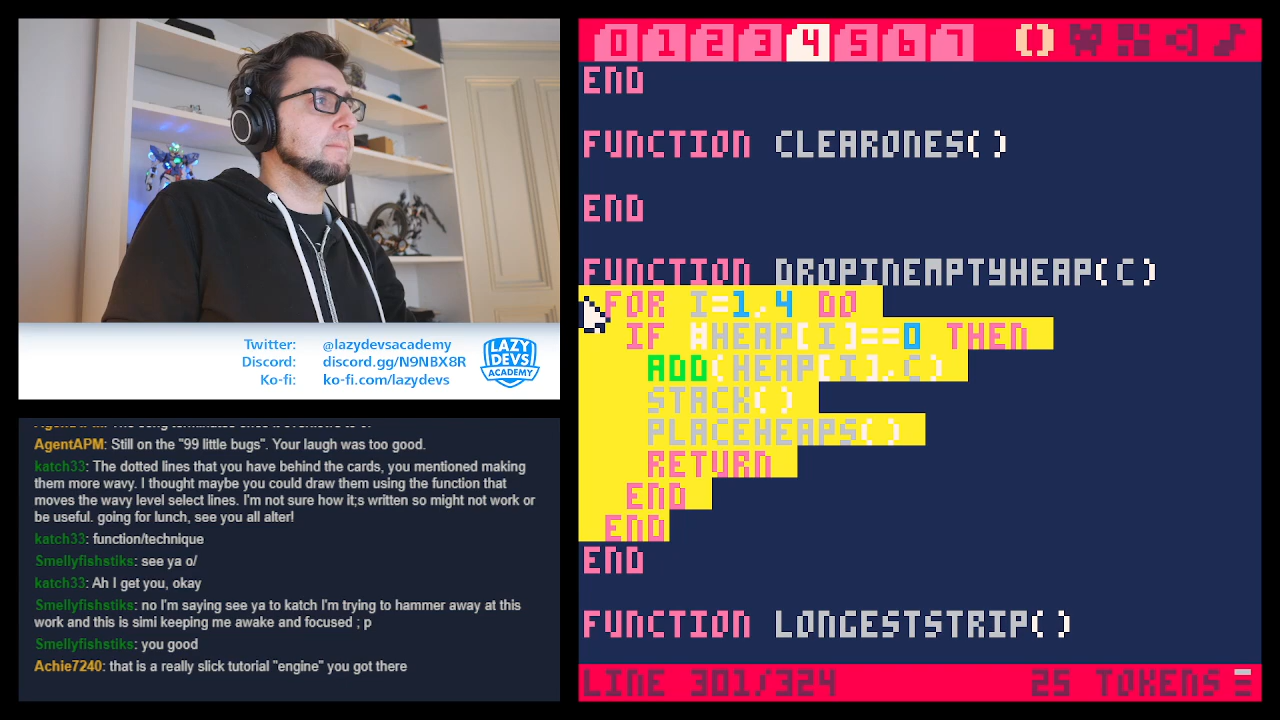 Twitter: @lazydevsacademy
Discord: discord.gg/N9NBX8R
Ko-fi: ko-fi.com/lazydevs
LAZY
DEVS
ACADEMY
AgentAPM: Still on the "99 little bugs". Your laugh was too good.
katch33: The dotted lines that you have behind the cards, you mentioned making
them more wavy. I thought maybe you could draw them using the function that
moves the wavy level select lines. I'm not sure how it;s written so might not work or
be useful. going for lunch, see you all alter!
katch33: function/technique
Smellyfishstiks: see ya o/
katch33: Ah I get you, okay
Smellyfishstiks: no I'm saying see ya to katch I'm trying to hammer away at this
work and this is simi keeping me awake and focused ; p
Smellyfishstiks: you good
Achie7240: that is a really slick tutorial "engine" you got there
0 1 2 3 4 5 6 7 ()
END
FUNCTION CLEARONES()
END
FUNCTION DROPINEMPTYHEAP(C)
FOR I=1,4 DO
IF #HEAP[I]==0 THEN
ADD(HEAP[I],C)
STACK()
PLACEHEAPS()
RETURN
END
END
END
FUNCTION LONGESTSTRIP()
LINE 301/324 25 TOKENS